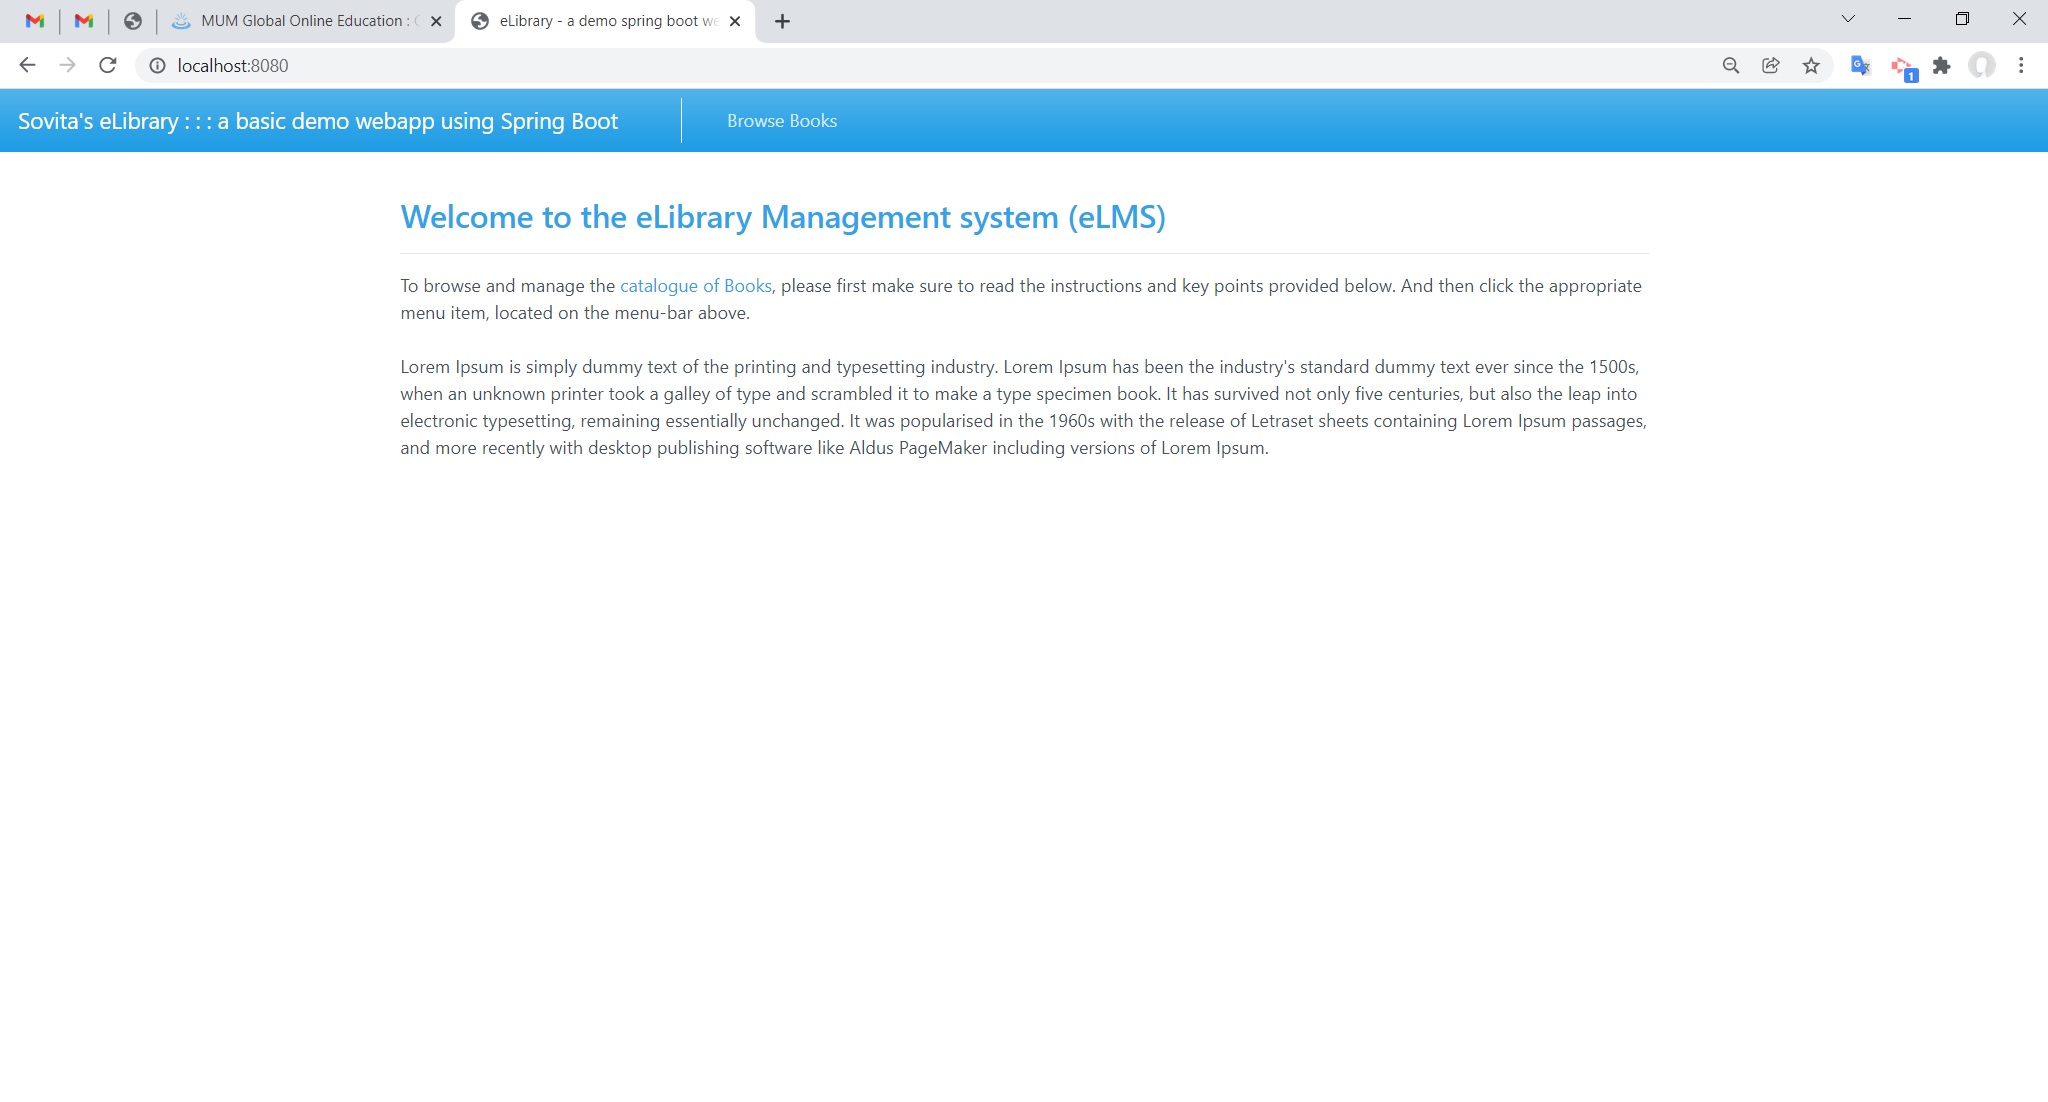 MUM Global Online Education :
eLibrary - a demo spring boot we
localhost:8080
1
Sovita's eLibrary : : : a basic demo webapp using Spring Boot
Browse Books
Welcome to the eLibrary Management system (eLMS)
To browse and manage the catalogue of Books, please first make sure to read the instructions and key points provided below. And then click the appropriate
menu item, located on the menu-bar above.
Lorem Ipsum is simply dummy text of the printing and typesetting industry. Lorem Ipsum has been the industry's standard dummy text ever since the 1500s,
when an unknown printer took a galley of type and scrambled it to make a type specimen book. It has survived not only five centuries, but also the leap into
electronic typesetting, remaining essentially unchanged. It was popularised in the 1960s with the release of Letraset sheets containing Lorem Ipsum passages,
and more recently with desktop publishing software like Aldus PageMaker including versions of Lorem Ipsum.